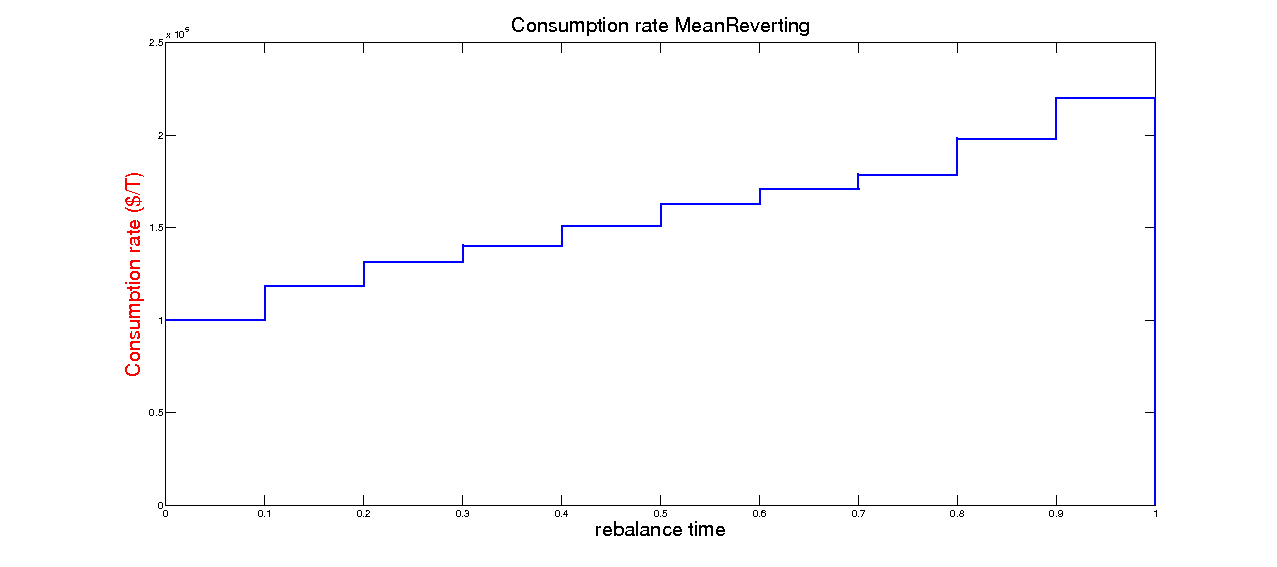 Consumption rate MeanReverting
x 10^5
2.5
2
1.5
1
0.5
0
Consumption rate ($/T)
0 0.1 0.2 0.3 0.4 0.5 0.6 0.7 0.8 0.9 1
rebalance time